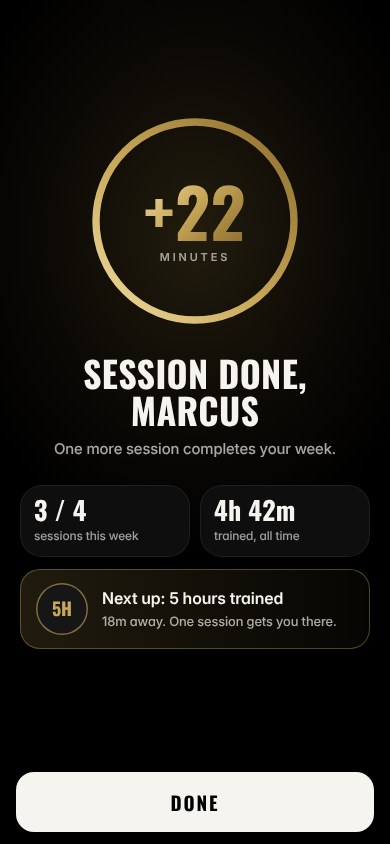 +22
MINUTES
SESSION DONE,
MARCUS
One more session completes your week.
3 / 4
sessions this week
4h 42m
trained, all time
5H
Next up: 5 hours trained
18m away. One session gets you there.
DONE